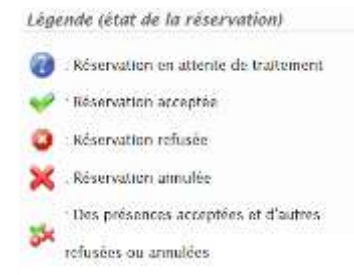 Légende (état de la réservation)
: Réservation en attente de traitement
: Réservation acceptée
: Réservation refusée
: Réservation annulée
: Des présences acceptées et d'autres
refusées ou annulées